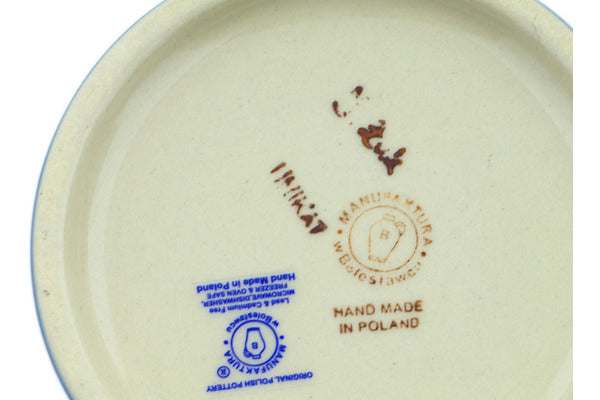 UNIKAT
MANUFAKTURA
w Bolesławcu
B
HAND MADE
IN POLAND
ORIGINAL POLISH POTTERY
MANUFAKTURA ®
w Bolesławcu
B
Lead & Cadmium Free
MICROWAVE, DISHWASHER,
FREEZER & OVEN SAFE
Hand Made in Poland